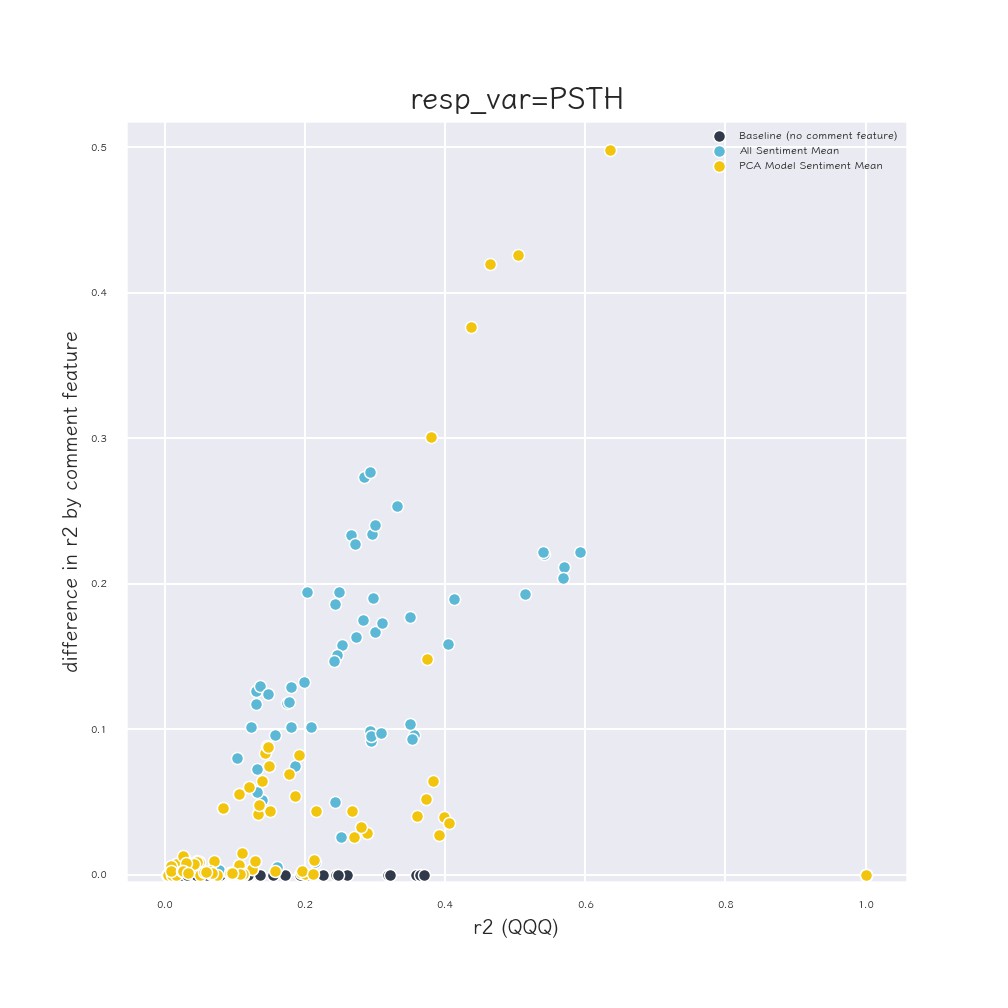 resp_var=PSTH
Baseline (no comment feature)
All Sentiment Mean
PCA Model Sentiment Mean
difference in r2 by comment feature
0.5
0.4
0.3
0.2
0.1
0.0
0.0 0.2 0.4 0.6 0.8 1.0
r2 (QQQ)